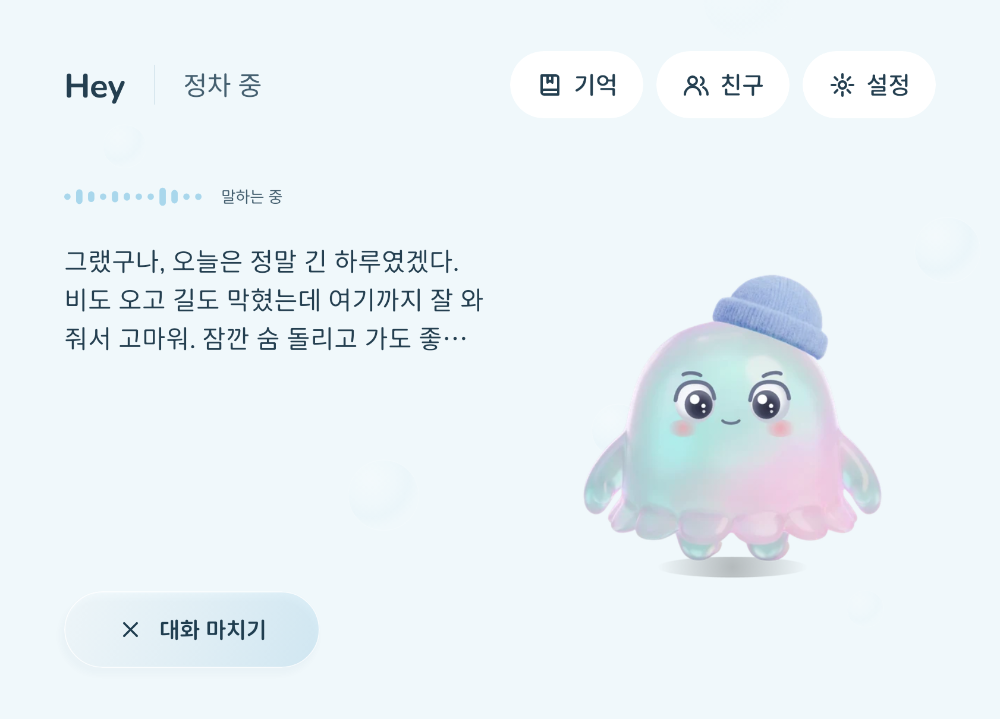 Hey
정차 중
기억
친구
설정
말하는 중
그랬구나, 오늘은 정말 긴 하루였겠다.
비도 오고 길도 막혔는데 여기까지 잘 와
줘서 고마워. 잠깐 숨 돌리고 가도 좋…
대화 마치기